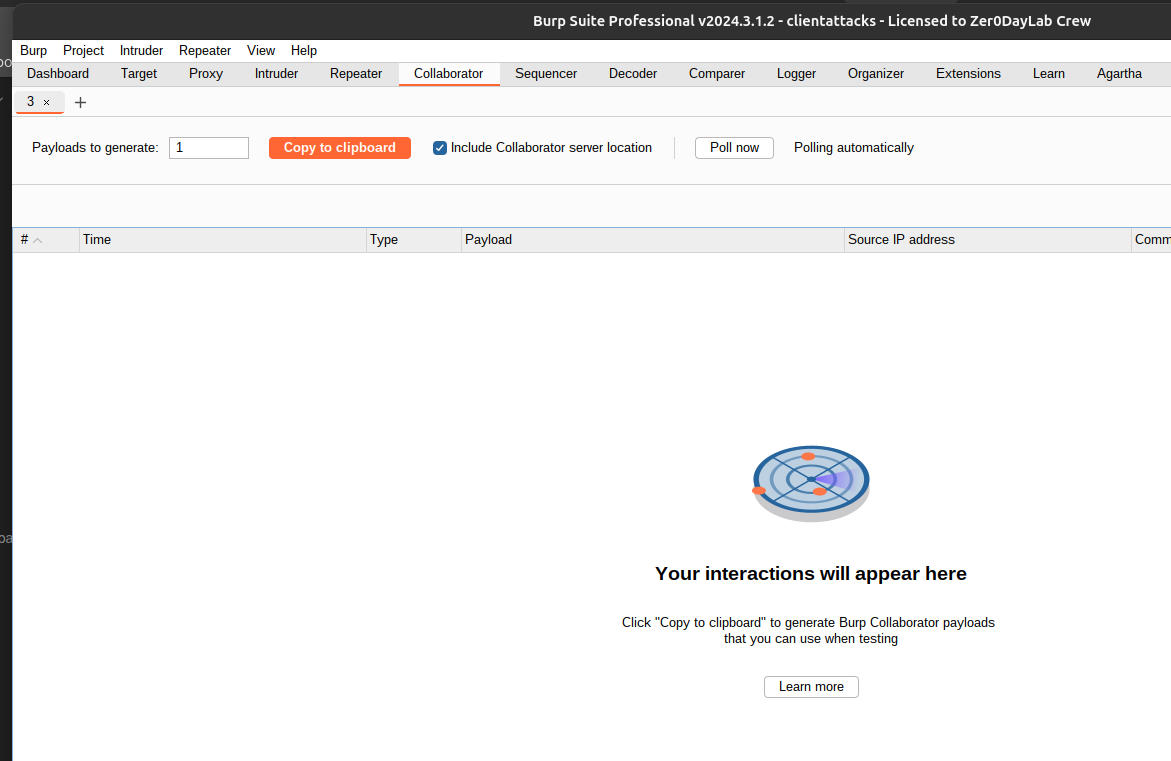 Burp Suite Professional v2024.3.1.2 - clientattacks - Licensed to Zer0DayLab Crew
Burp Project Intruder Repeater View Help
Dashboard Target Proxy Intruder Repeater Collaborator Sequencer Decoder Comparer Logger Organizer Extensions Learn Agartha
3 × +
Payloads to generate: 1 Copy to clipboard Include Collaborator server location Poll now Polling automatically
# Time Type Payload Source IP address Comm
Your interactions will appear here
Click "Copy to clipboard" to generate Burp Collaborator payloads
that you can use when testing
Learn more